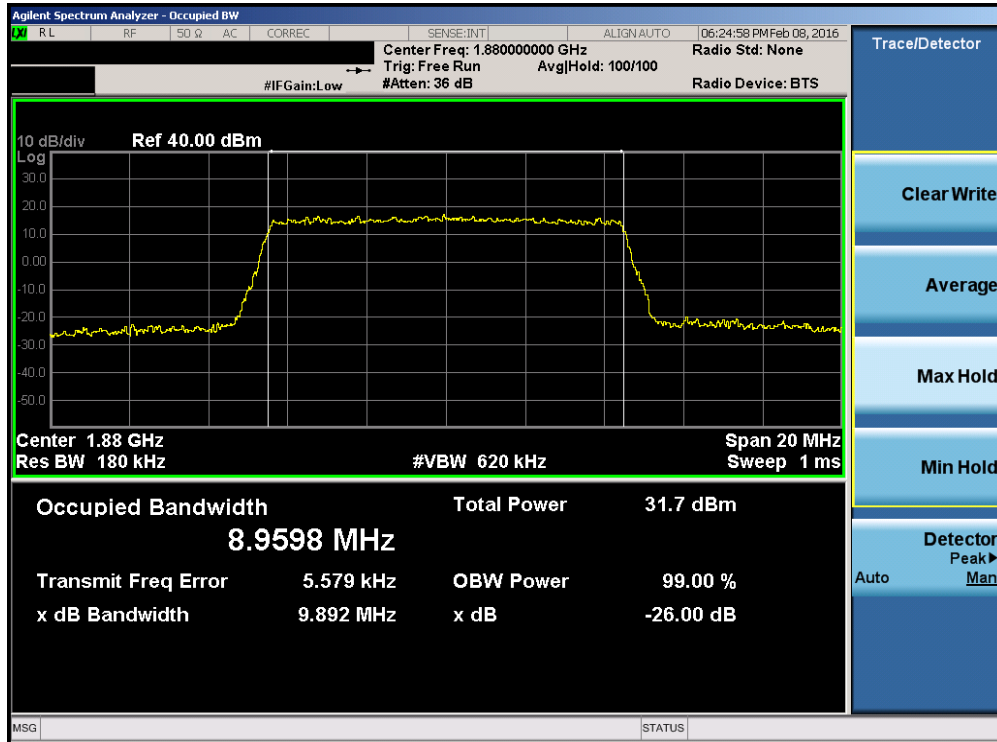 Agilent Spectrum Analyzer - Occupied BW
LXI RL RF 50 Ω AC CORREC SENSE:INT ALIGN AUTO 06:24:58 PM Feb 08, 2016
Center Freq: 1.880000000 GHz Radio Std: None
Trig: Free Run Avg|Hold: 100/100
#IFGain:Low #Atten: 36 dB Radio Device: BTS
10 dB/div Ref 40.00 dBm
Log
30.0
20.0
10.0
0.00
-10.0
-20.0
-30.0
-40.0
-50.0
Center 1.88 GHz Span 20 MHz
Res BW 180 kHz #VBW 620 kHz Sweep 1 ms
Occupied Bandwidth Total Power 31.7 dBm
8.9598 MHz
Transmit Freq Error 5.579 kHz OBW Power 99.00 %
x dB Bandwidth 9.892 MHz x dB -26.00 dB
MSG STATUS
Trace/Detector
Clear Write
Average
Max Hold
Min Hold
Detector
Peak▶
Auto Man